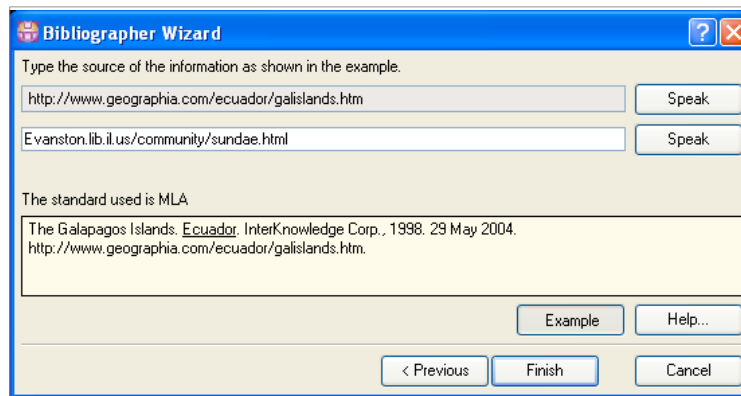 Bibliographer Wizard
Type the source of the information as shown in the example.
http://www.geographia.com/ecuador/galislands.htm
Speak
Evanston.lib.il.us/community/sundae.html
Speak
The standard used is MLA
The Galapagos Islands. Ecuador. InterKnowledge Corp., 1998. 29 May 2004.
http://www.geographia.com/ecuador/galislands.htm.
Example
Help...
< Previous
Finish
Cancel